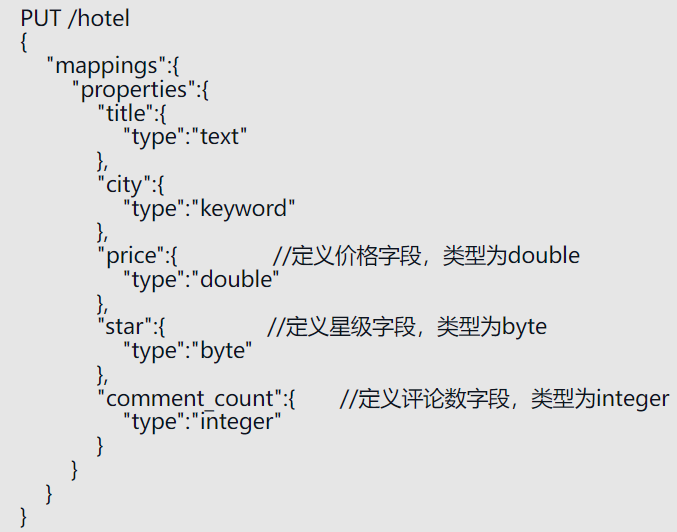 PUT /hotel
{
"mappings":{
"properties":{
"title":{
"type":"text"
},
"city":{
"type":"keyword"
},
"price":{ //定义价格字段，类型为double
"type":"double"
},
"star":{ //定义星级字段，类型为byte
"type":"byte"
},
"comment_count":{ //定义评论数字段，类型为integer
"type":"integer"
}
}
}
}